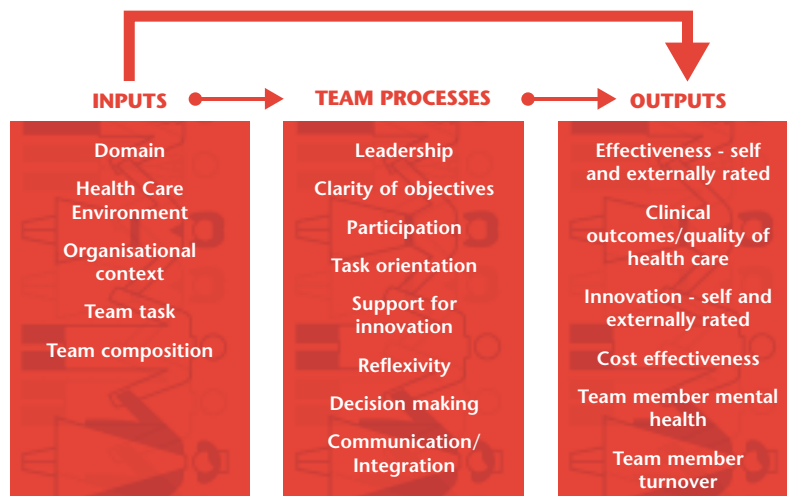 INPUTS
TEAM PROCESSES
OUTPUTS
Domain
Health Care
Environment
Organisational
context
Team task
Team composition
Leadership
Clarity of objectives
Participation
Task orientation
Support for
innovation
Reflexivity
Decision making
Communication/
Integration
Effectiveness - self
and externally rated
Clinical
outcomes/quality of
health care
Innovation - self and
externally rated
Cost effectiveness
Team member mental
health
Team member
turnover